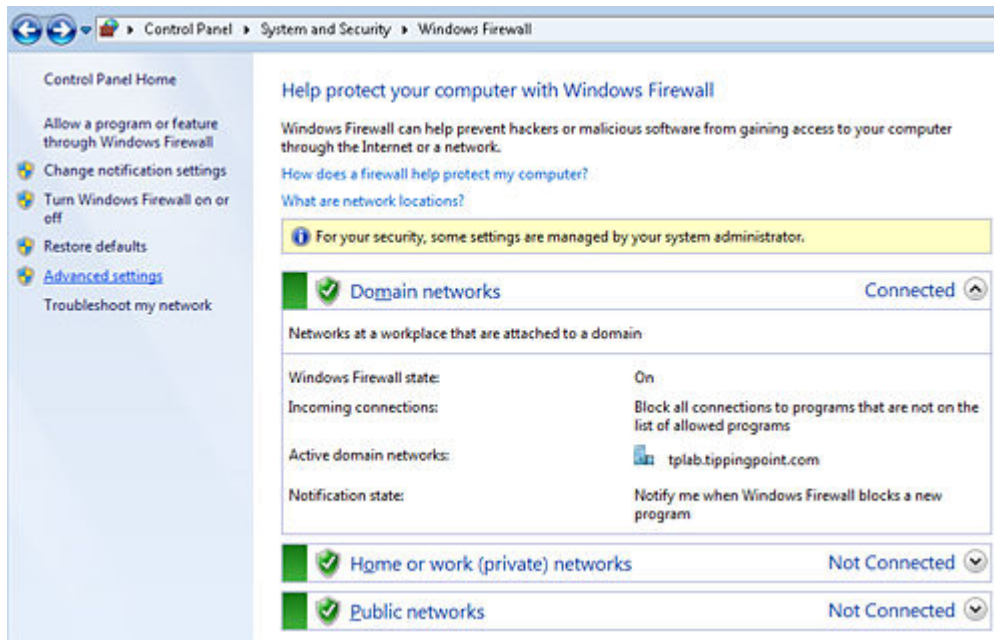 Control Panel ▸ System and Security ▸ Windows Firewall
Control Panel Home
Allow a program or feature
through Windows Firewall
Change notification settings
Turn Windows Firewall on or
off
Restore defaults
Advanced settings
Troubleshoot my network
Help protect your computer with Windows Firewall
Windows Firewall can help prevent hackers or malicious software from gaining access to your computer
through the Internet or a network.
How does a firewall help protect my computer?
What are network locations?
For your security, some settings are managed by your system administrator.
Domain networks Connected
Networks at a workplace that are attached to a domain
Windows Firewall state: On
Incoming connections: Block all connections to programs that are not on the
list of allowed programs
Active domain networks: tplab.tippingpoint.com
Notification state: Notify me when Windows Firewall blocks a new
program
Home or work (private) networks Not Connected
Public networks Not Connected